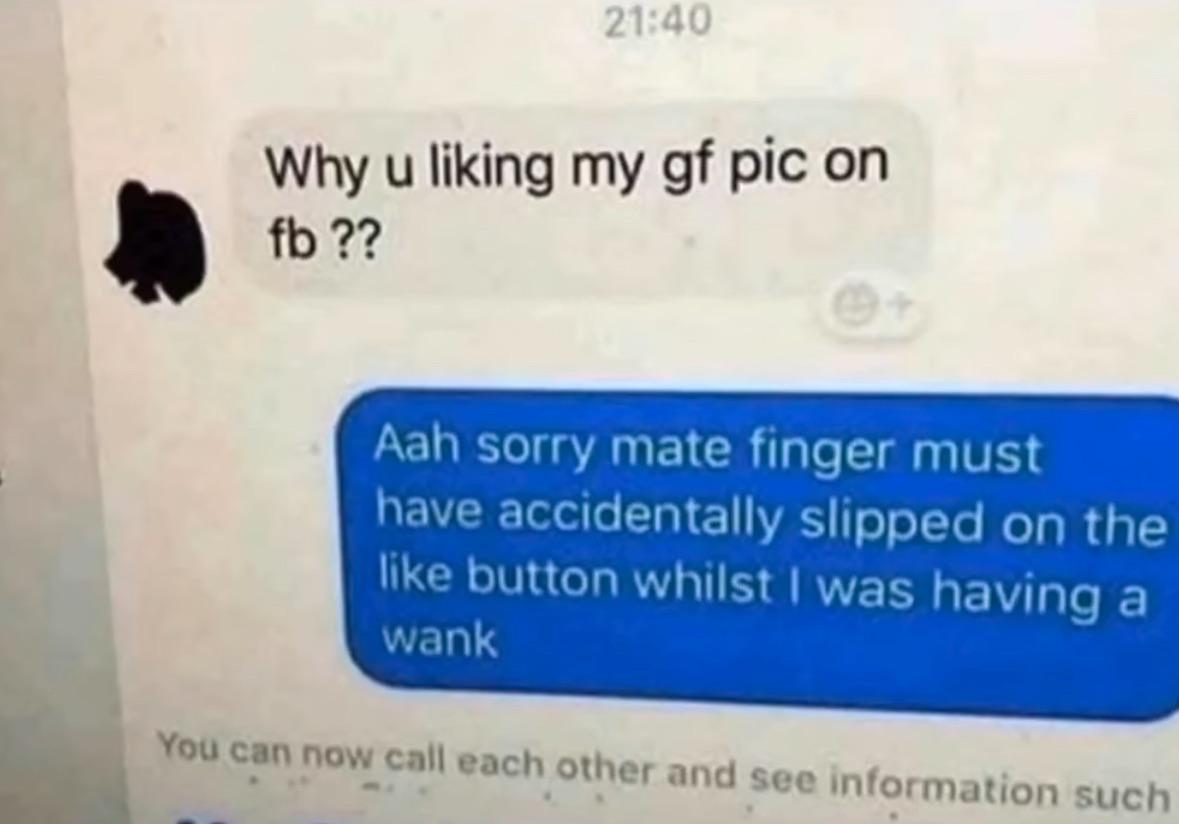 21:40
Why u liking my gf pic on
fb ??
Aah sorry mate finger must
have accidentally slipped on the
like button whilst I was having a
wank
You can now call each other and see information such